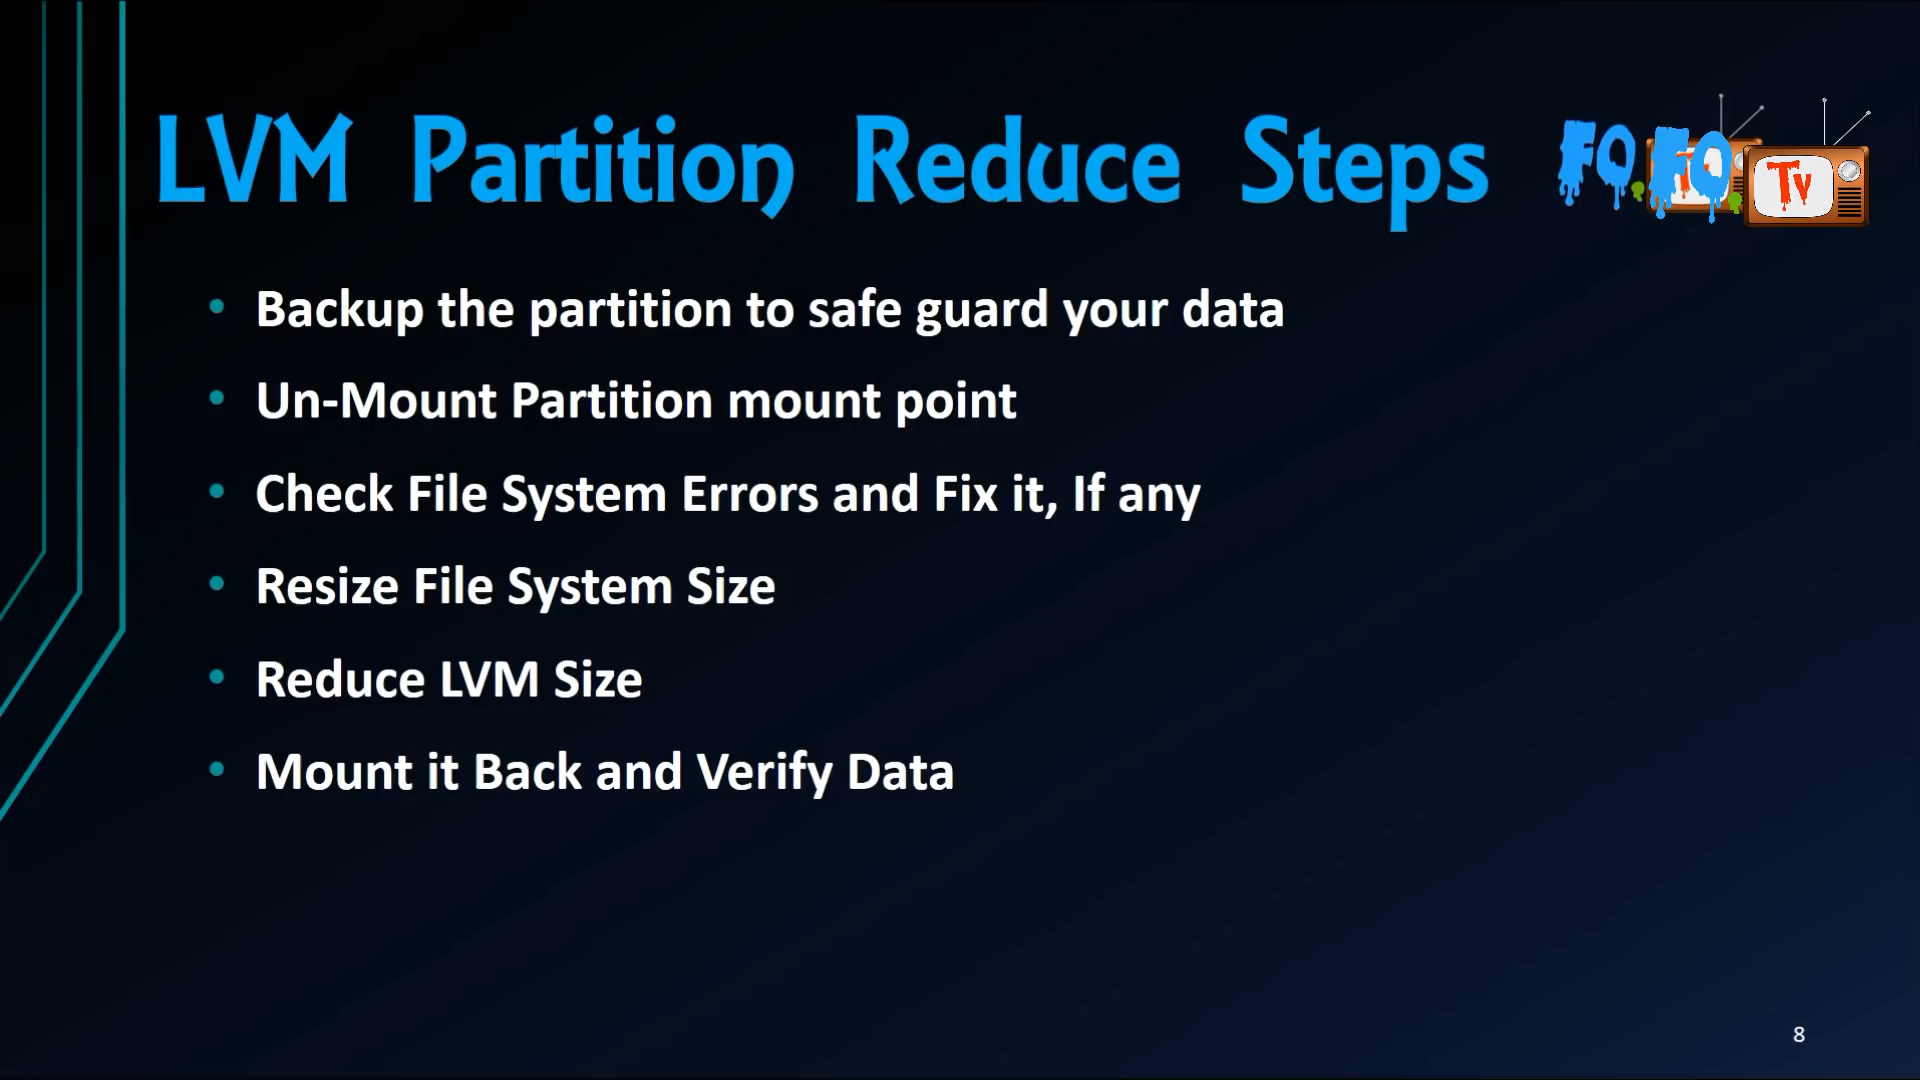 LVM Partition Reduce Steps
FO FO Tv
• Backup the partition to safe guard your data
• Un-Mount Partition mount point
• Check File System Errors and Fix it, If any
• Resize File System Size
• Reduce LVM Size
• Mount it Back and Verify Data
8